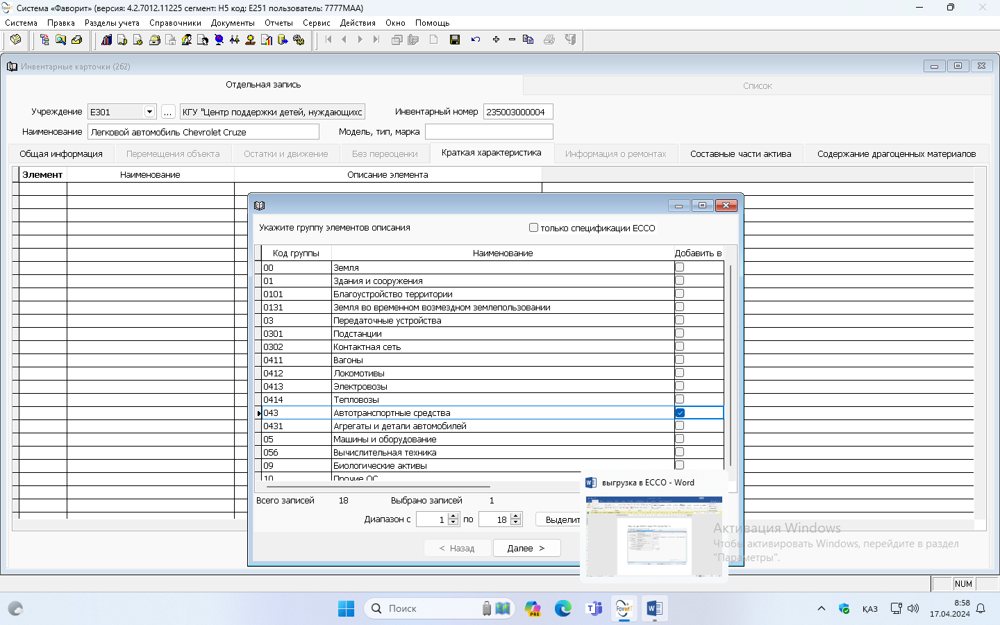 Система «Фаворит» (версия: 4.2.7012.11225 сегмент: H5 код: E251 пользователь: 7777MAA)
Система Правка Разделы учета Справочники Документы Отчеты Сервис Действия Окно Помощь
Инвентарные карточки (262)
Отдельная запись Список
Учреждение E301 ... КГУ "Центр поддержки детей, нуждающихс Инвентарный номер 235003000004
Наименование Легковой автомобиль Chevrolet Cruze Модель, тип, марка
Общая информация Перемещения объекта Остатки и движение Без переоценки Краткая характеристика Информация о ремонтах Составные части актива Содержание драгоценных материалов
Элемент Наименование Описание элемента
Укажите группу элементов описания только спецификации ЕССО
Код группы Наименование Добавить в
00 Земля
01 Здания и сооружения
0101 Благоустройство территории
0131 Земля во временном возмездном землепользовании
03 Передаточные устройства
0301 Подстанции
0302 Контактная сеть
0411 Вагоны
0412 Локомотивы
0413 Электровозы
0414 Тепловозы
043 Автотранспортные средства
0431 Агрегаты и детали автомобилей
05 Машины и оборудование
056 Вычислительная техника
09 Биологические активы
10 Прочие ОС
Всего записей 18 Выбрано записей 1
Диапазон с 1 по 18 Выделит
< Назад Далее >
выгрузка в ЕССО - Word
Активация Windows
Чтобы активировать Windows, перейдите в раздел
"Параметры".
NUM
Поиск
PRE
Favorit
ҚАЗ
8:58
17.04.2024